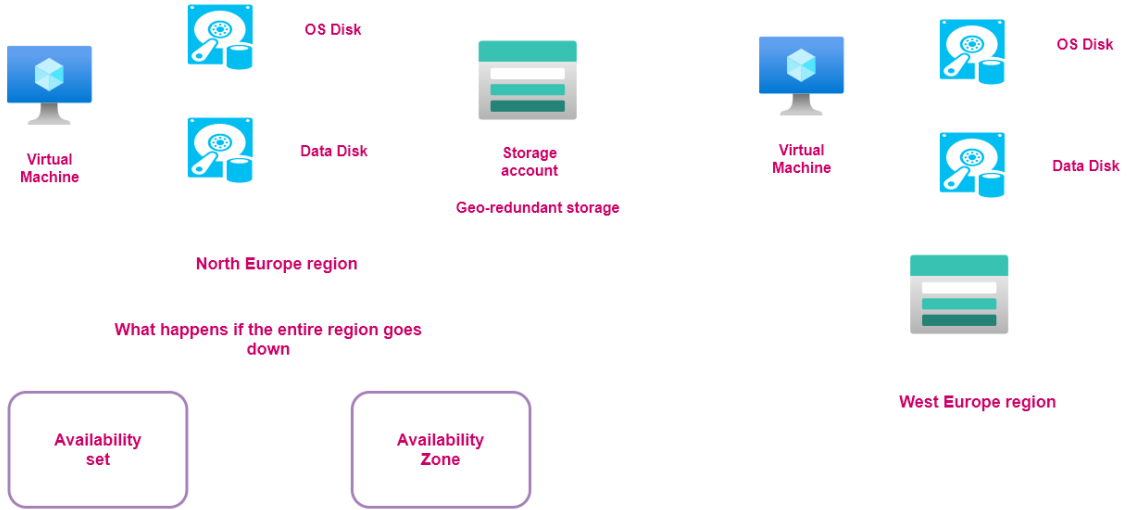 OS Disk
Virtual
Machine
Data Disk
Storage
account
Geo-redundant storage
North Europe region
What happens if the entire region goes
down
Availability
set
Availability
Zone
OS Disk
Virtual
Machine
Data Disk
West Europe region